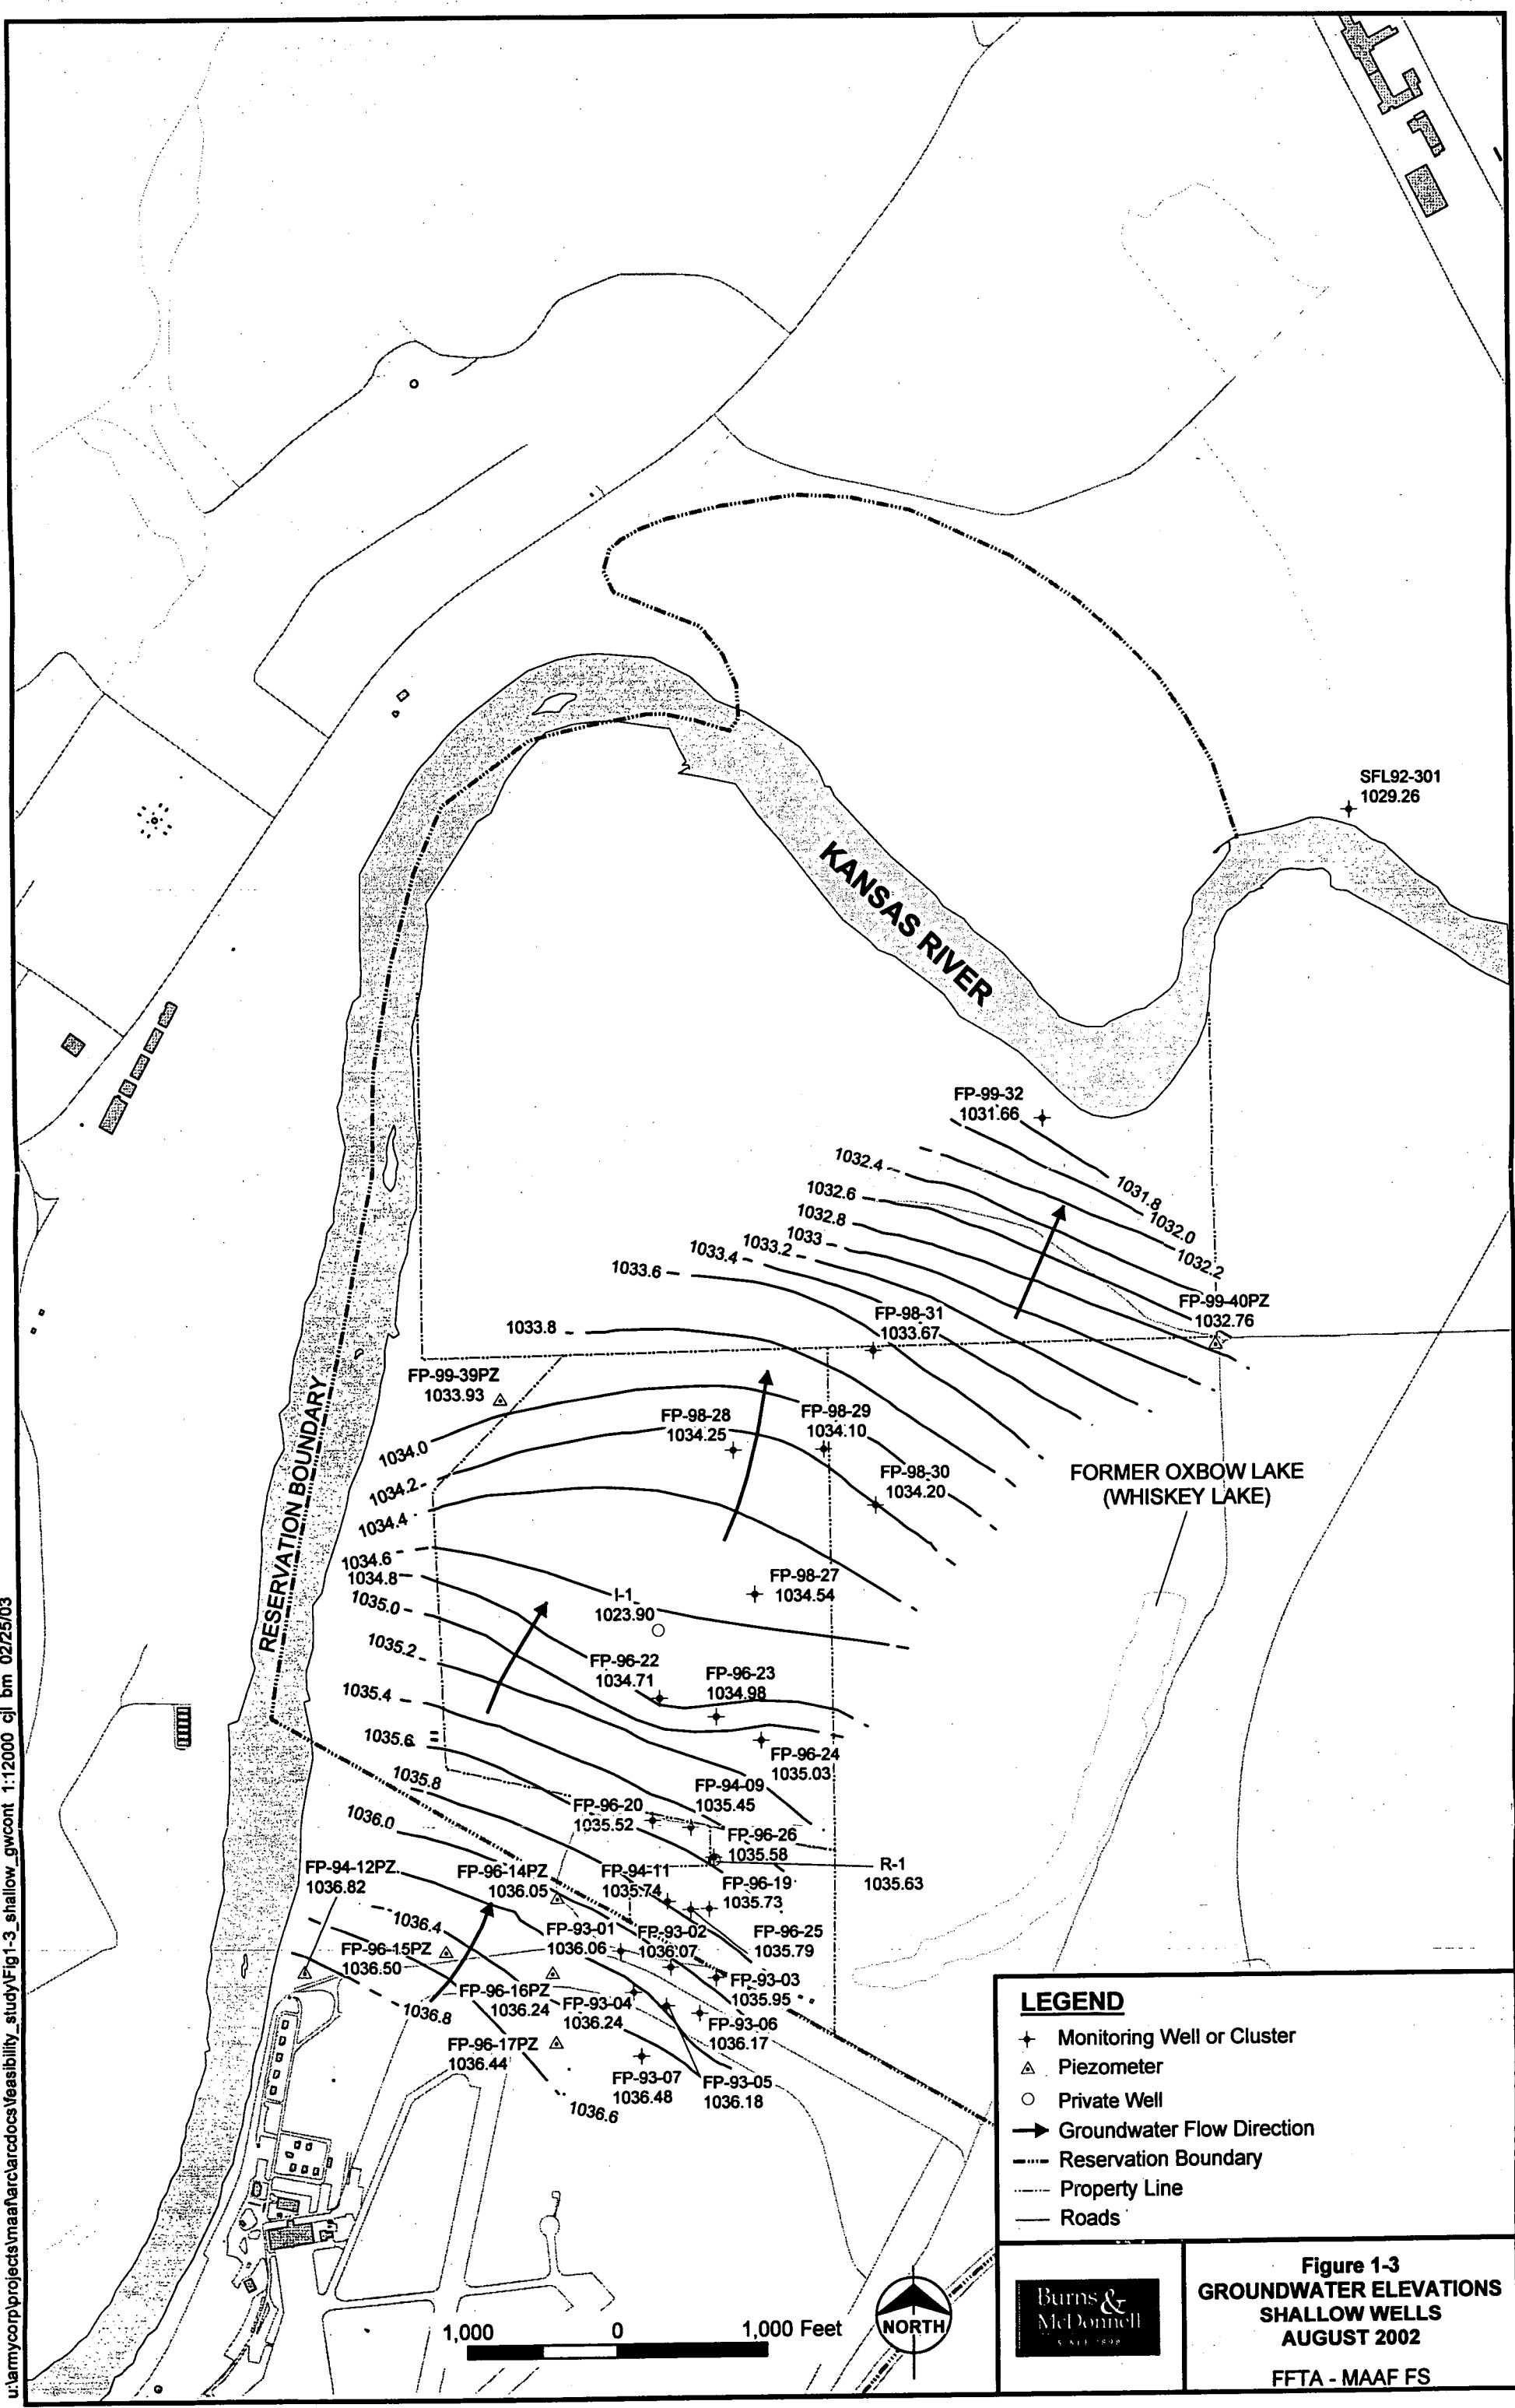 SFL92-301
1029.26
KANSAS RIVER
FP-99-32
1031.66
1031.8
1032.0
1032.2
1032.4
1032.6
1032.8
1033
1033.2
1033.4
1033.6
1033.8
FP-99-40PZ
1032.76
FP-98-31
1033.67
FP-99-39PZ
1033.93
FP-98-28
1034.25
FP-98-29
1034.10
FP-98-30
1034.20
1034.0
1034.2
1034.4
1034.6
1034.8
1035.0
1035.2
1035.4
1035.6
1035.8
1036.0
RESERVATION BOUNDARY
FORMER OXBOW LAKE
(WHISKEY LAKE)
FP-98-27
1034.54
I-1
1023.90
FP-96-22
1034.71
FP-96-23
1034.98
FP-96-24
1035.03
FP-94-09
1035.45
FP-96-20
1035.52
FP-96-26
1035.58
R-1
1035.63
FP-94-12PZ
1036.82
FP-96-14PZ
1036.05
FP-94-11
1035.74
FP-96-19
1035.73
1036.4
FP-93-01
1036.06
FP-93-02
1036.07
FP-96-25
1035.79
FP-96-15PZ
1036.50
FP-96-16PZ
1036.24
FP-93-04
1036.24
FP-93-03
1035.95
FP-93-06
1036.17
1036.8
FP-96-17PZ
1036.44
FP-93-07
1036.48
FP-93-05
1036.18
1036.6
LEGEND
Monitoring Well or Cluster
Piezometer
Private Well
Groundwater Flow Direction
Reservation Boundary
Property Line
Roads
1,000 0 1,000 Feet
NORTH
Burns &
McDonnell
SINCE 1898
Figure 1-3
GROUNDWATER ELEVATIONS
SHALLOW WELLS
AUGUST 2002
FFTA - MAAF FS
u:\armycorp\projects\maaf\arc\arcdocs\feasibility_study\Fig1-3_shallow_gwcont 1:12000 cjl bm 02/25/03